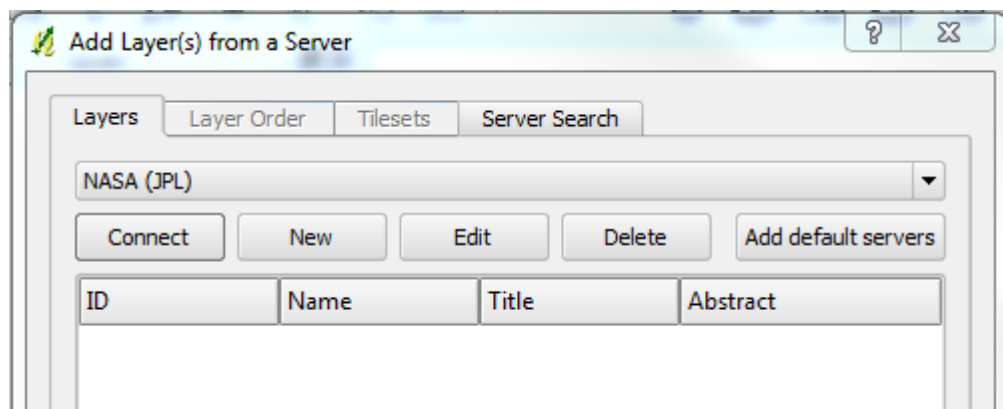 Add Layer(s) from a Server
?
Layers Layer Order Tilesets Server Search
NASA (JPL)
Connect New Edit Delete Add default servers
ID Name Title Abstract